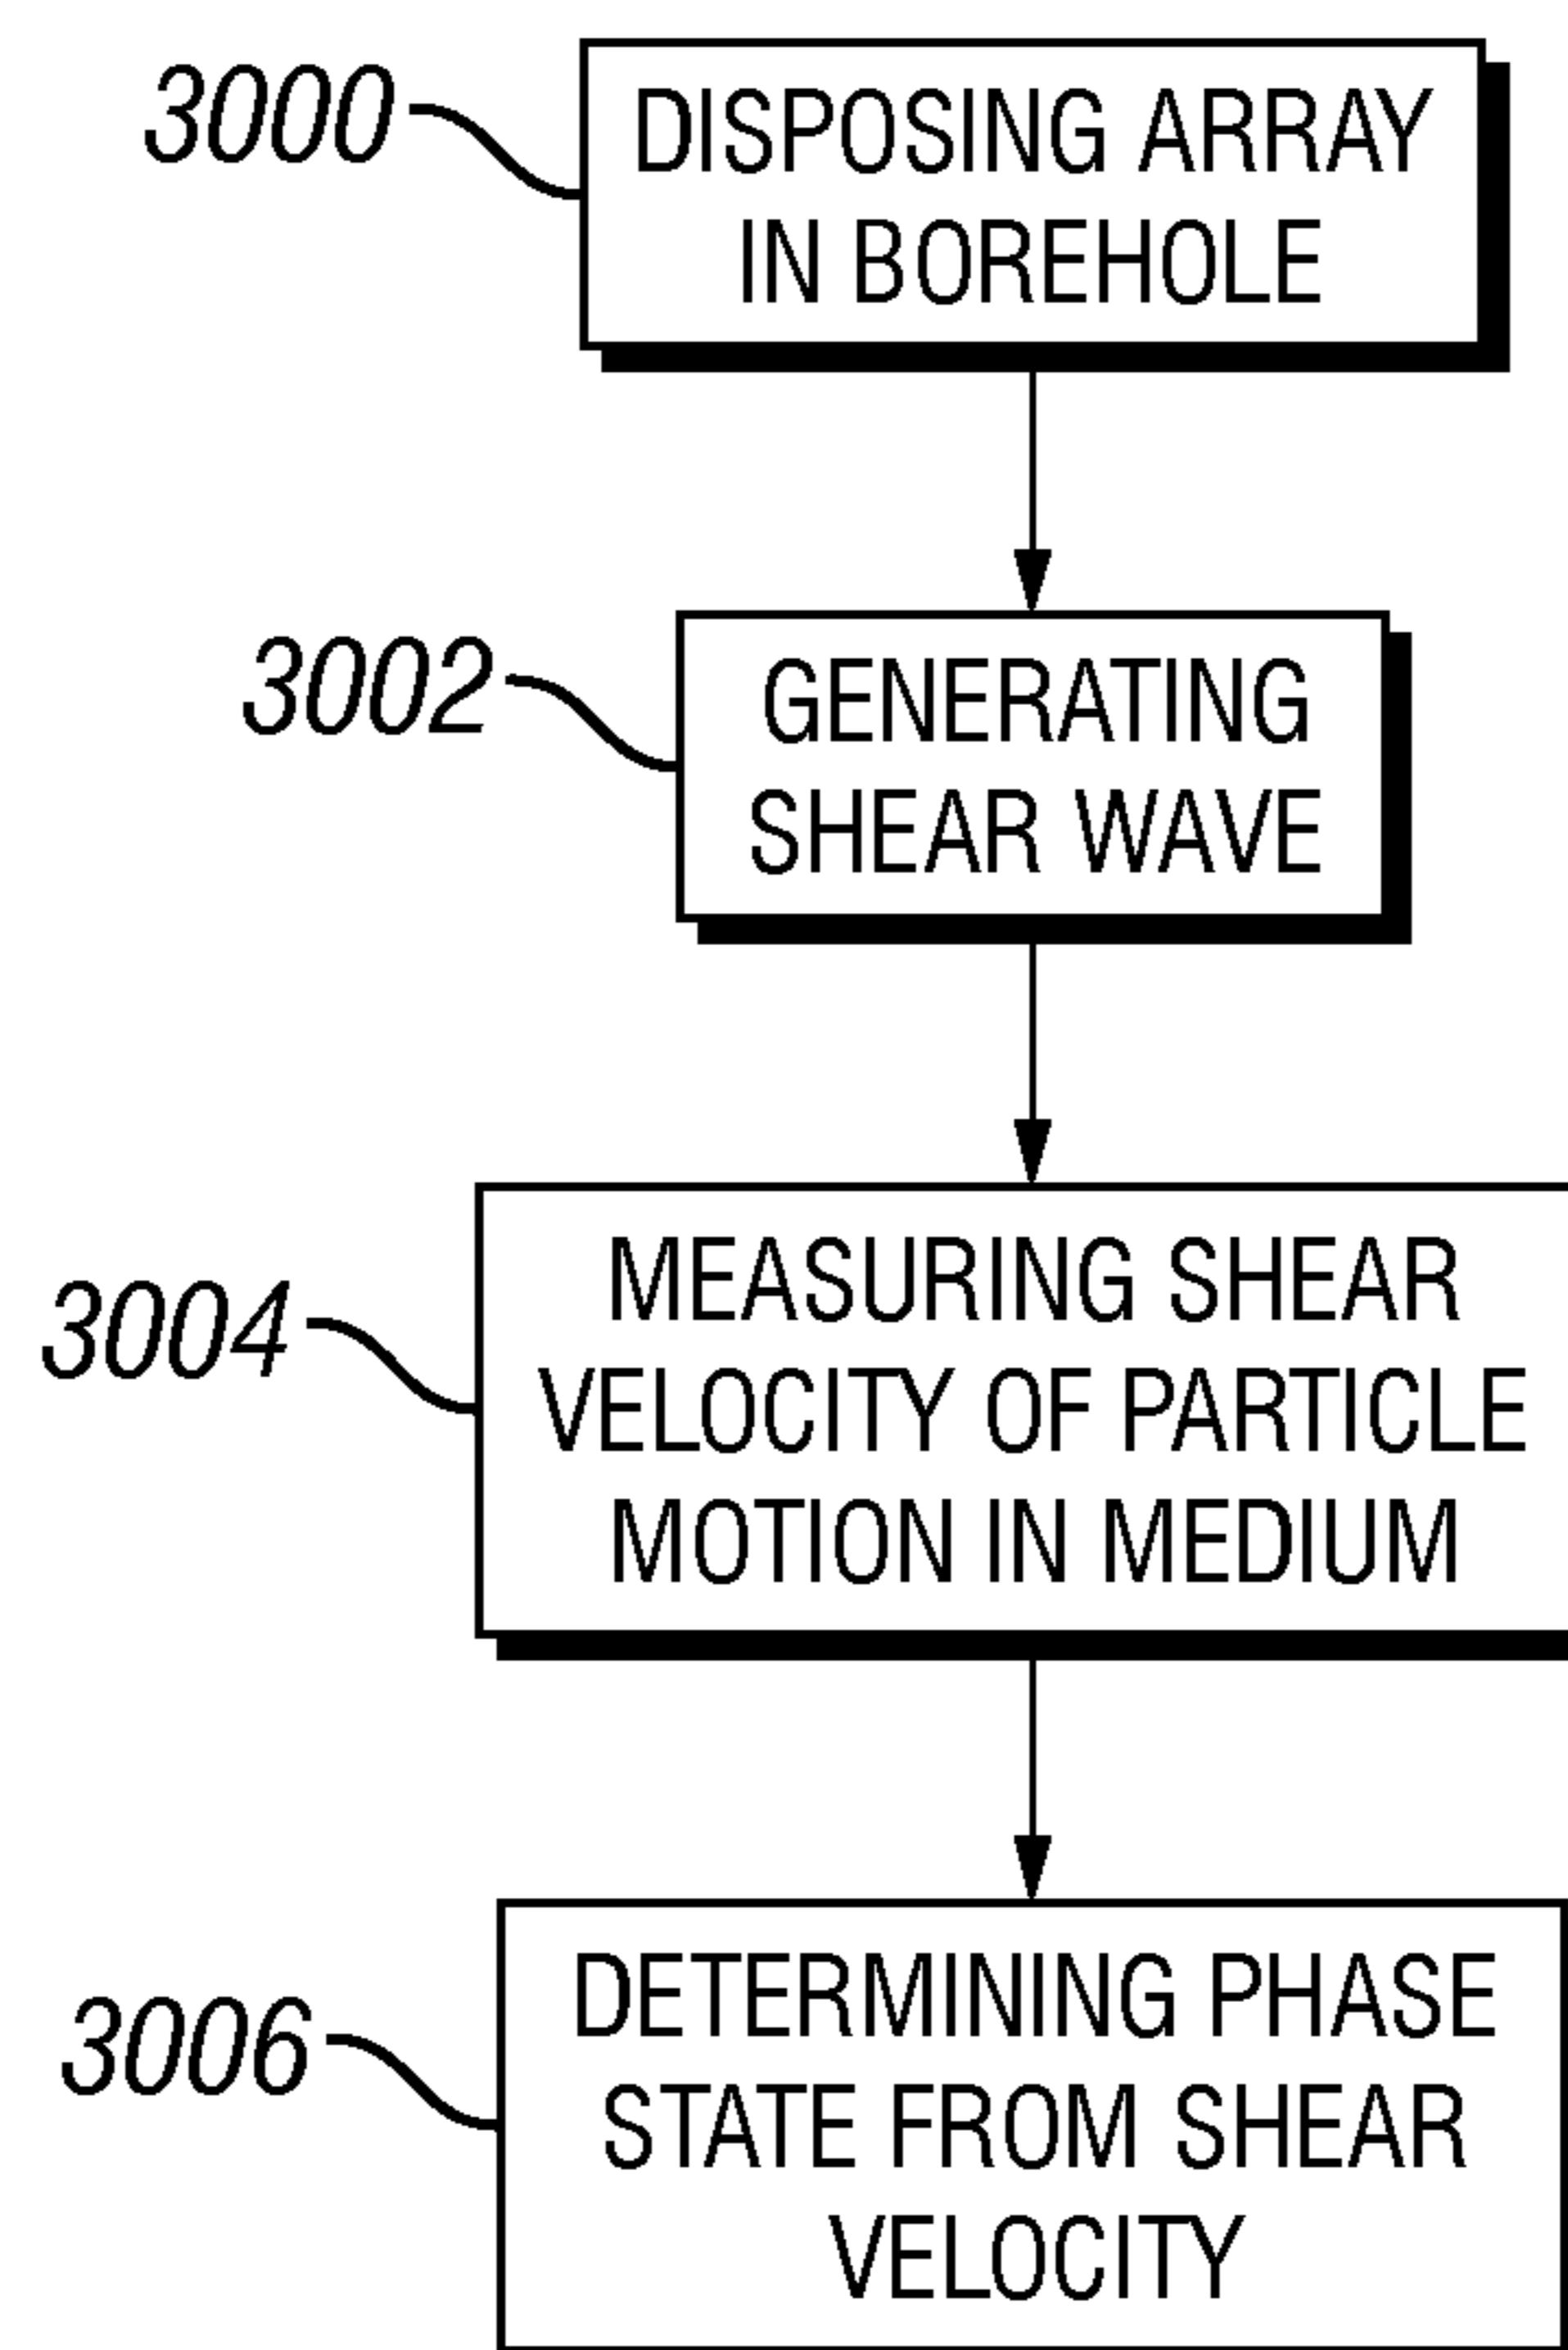 3000
DISPOSING ARRAY
IN BOREHOLE
3002
GENERATING
SHEAR WAVE
3004
MEASURING SHEAR
VELOCITY OF PARTICLE
MOTION IN MEDIUM
3006
DETERMINING PHASE
STATE FROM SHEAR
VELOCITY